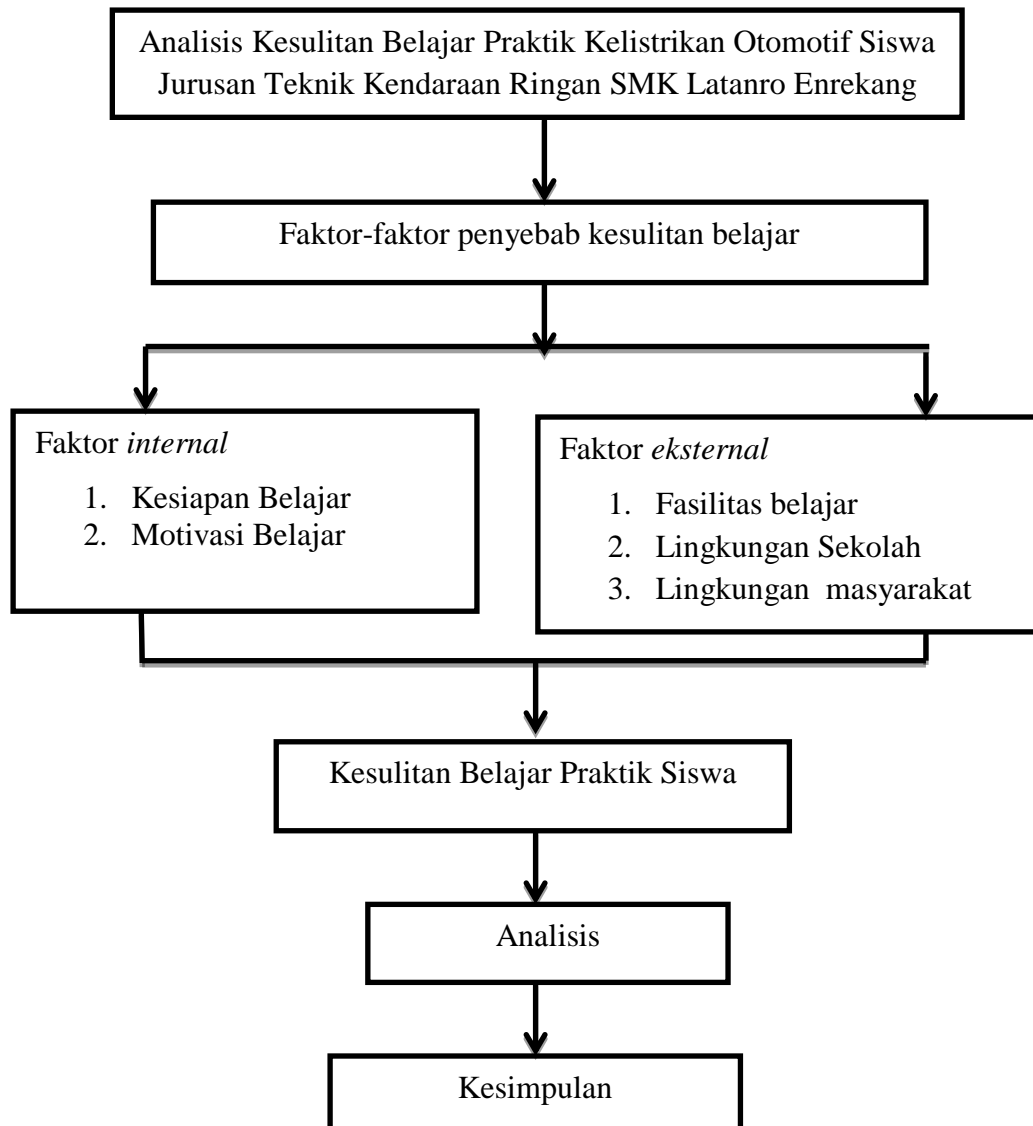 Analisis Kesulitan Belajar Praktik Kelistrikan Otomotif Siswa
Jurusan Teknik Kendaraan Ringan SMK Latanro Enrekang
Faktor-faktor penyebab kesulitan belajar
Faktor internal
1. Kesiapan Belajar
2. Motivasi Belajar
Faktor eksternal
1. Fasilitas belajar
2. Lingkungan Sekolah
3. Lingkungan masyarakat
Kesulitan Belajar Praktik Siswa
Analisis
Kesimpulan